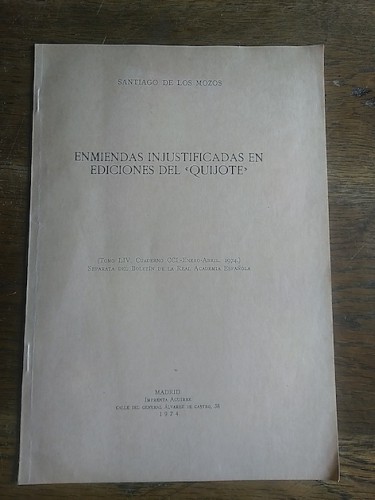 SANTIAGO DE LOS MOZOS
ENMIENDAS INJUSTIFICADAS EN
EDICIONES DEL ‹QUIJOTE›
(Tomo LIV. Cuaderno CCI.-Enero-Abril, 1974.)
Separata del Boletín de la Real Academia Española
MADRID
Imprenta Aguirre
Calle del General Alvarez de Castro, 38
1974